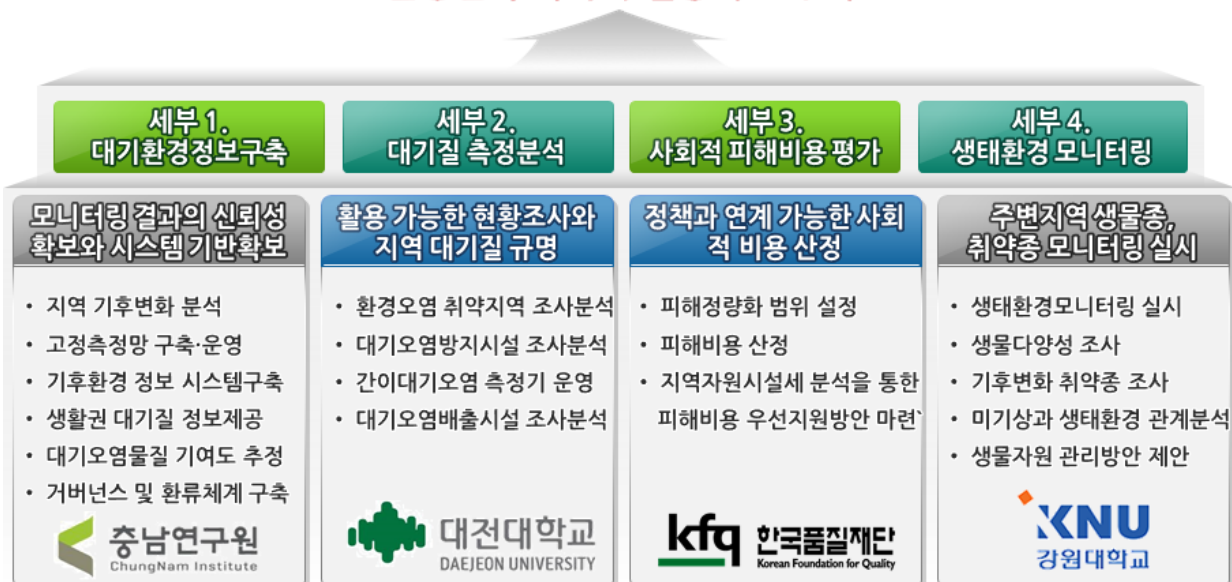 세부 1.
대기환경정보구축
세부 2.
대기질 측정분석
세부 3.
사회적 피해비용 평가
세부 4.
생태환경 모니터링
모니터링 결과의 신뢰성
확보와 시스템 기반확보
• 지역 기후변화 분석
• 고정측정망 구축·운영
• 기후환경 정보 시스템구축
• 생활권 대기질 정보제공
• 대기오염물질 기여도 추정
• 거버넌스 및 환류체계 구축
충남연구원
ChungNam Institute
활용 가능한 현황조사와
지역 대기질 규명
• 환경오염 취약지역 조사분석
• 대기오염방지시설 조사분석
• 간이대기오염 측정기 운영
• 대기오염배출시설 조사분석
대전대학교
DAEJEON UNIVERSITY
정책과 연계 가능한 사회
적 비용 산정
• 피해정량화 범위 설정
• 피해비용 산정
• 지역자원시설세 분석을 통한
피해비용 우선지원방안 마련`
kfq 한국품질재단
Korean Foundation for Quality
주변지역 생물종,
취약종 모니터링 실시
• 생태환경모니터링 실시
• 생물다양성 조사
• 기후변화 취약종 조사
• 미기상과 생태환경 관계분석
• 생물자원 관리방안 제안
KNU
강원대학교